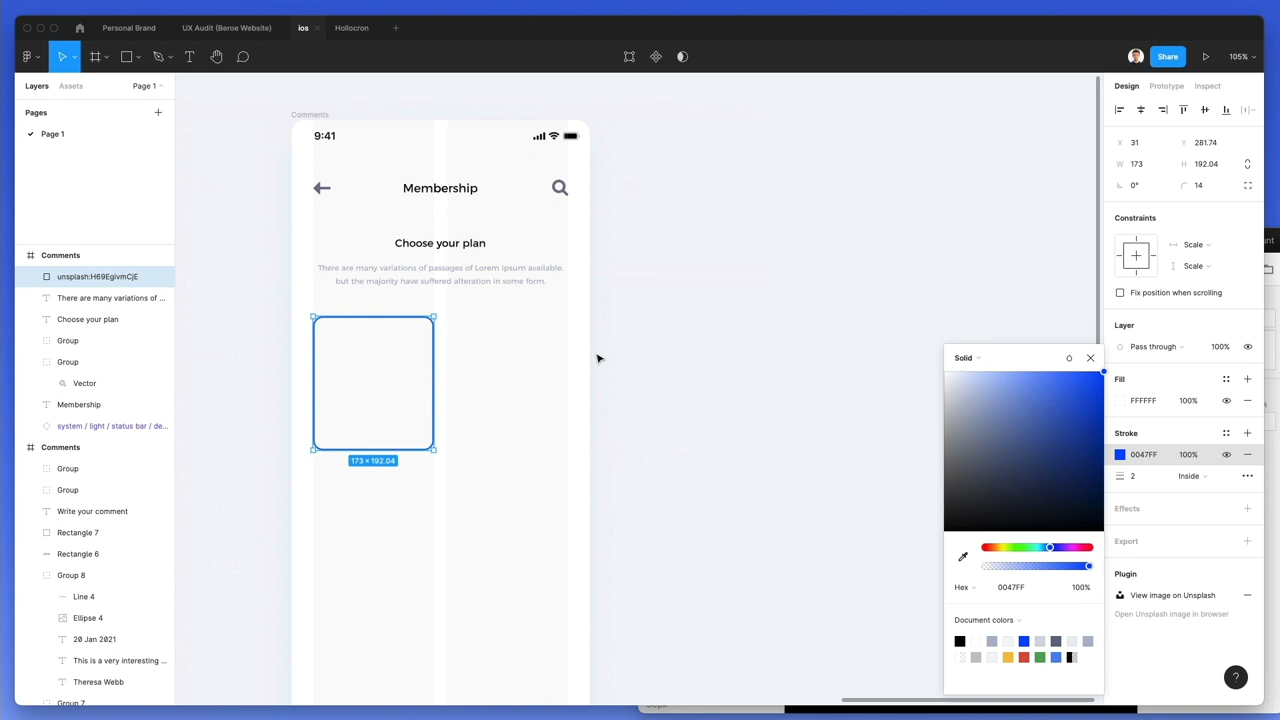 Personal Brand
UX Audit (Beroe Website)
ios
Hollocron
Share
105%
Layers
Assets
Page 1
Pages
Page 1
Comments
unsplash:H69EgivmCjE
There are many variations of ...
Choose your plan
Group
Group
Vector
Membership
system / light / status bar / de...
Comments
Group
Group
Write your comment
Rectangle 7
Rectangle 6
Group 8
Line 4
Ellipse 4
20 Jan 2021
This is a very interesting ...
Theresa Webb
Group 7
Comments
9:41
Membership
Choose your plan
There are many variations of passages of Lorem Ipsum available,
but the majority have suffered alteration in some form.
173 × 192.04
Solid
Hex
0047FF
100%
Document colors
Design
Prototype
Inspect
X 31 Y 281.74
W 173 H 192.04
0° 14
Constraints
Scale
Scale
Fix position when scrolling
Layer
Pass through 100%
Fill
FFFFFF 100%
Stroke
0047FF 100%
2 Inside
Effects
Export
Plugin
View image on Unsplash
Open Unsplash image in browser
?